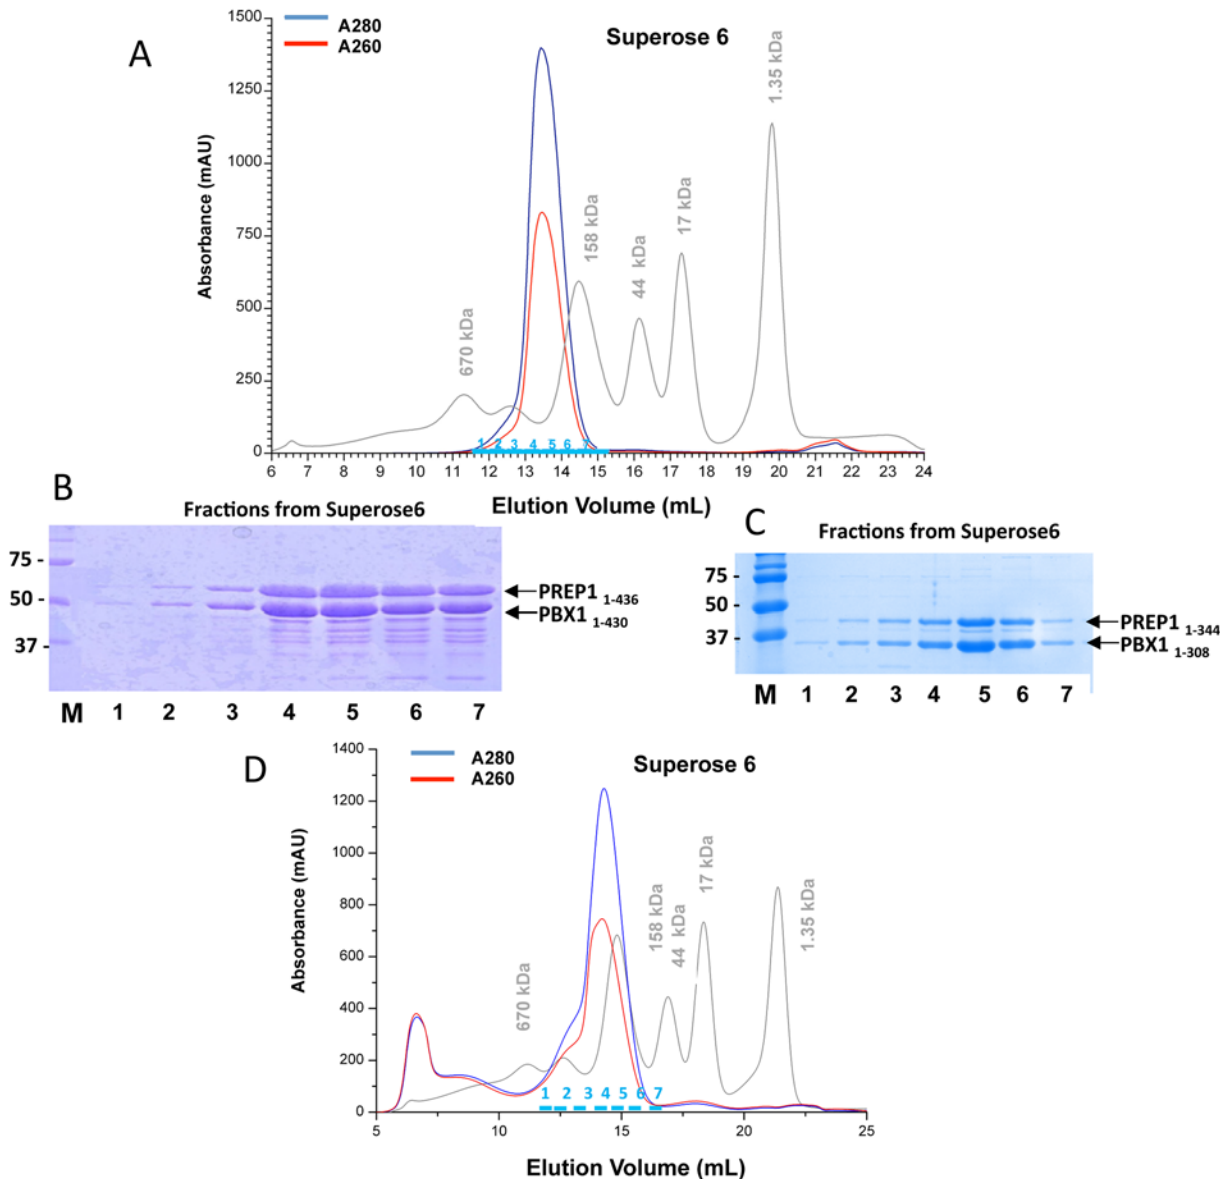 A
A280
A260
Superose 6
1500
1250
1000
750
500
250
0
Absorbance (mAU)
670 kDa
158 kDa
44 kDa
17 kDa
1.35 kDa
1 2 3 4 5 6 7
6 7 8 9 10 11 12 13 14 15 16 17 18 19 20 21 22 23 24
Elution Volume (mL)
B
Fractions from Superose6
75 -
50 -
37 -
PREP1 1-436
PBX1 1-430
M 1 2 3 4 5 6 7
C
Fractions from Superose6
75 -
50 -
37 -
PREP1 1-344
PBX1 1-308
M 1 2 3 4 5 6 7
D
A280
A260
Superose 6
1400
1200
1000
800
600
400
200
0
Absorbance (mAU)
670 kDa
158 kDa
44 kDa
17 kDa
1.35 kDa
1 2 3 4 5 6 7
5 10 15 20 25
Elution Volume (mL)